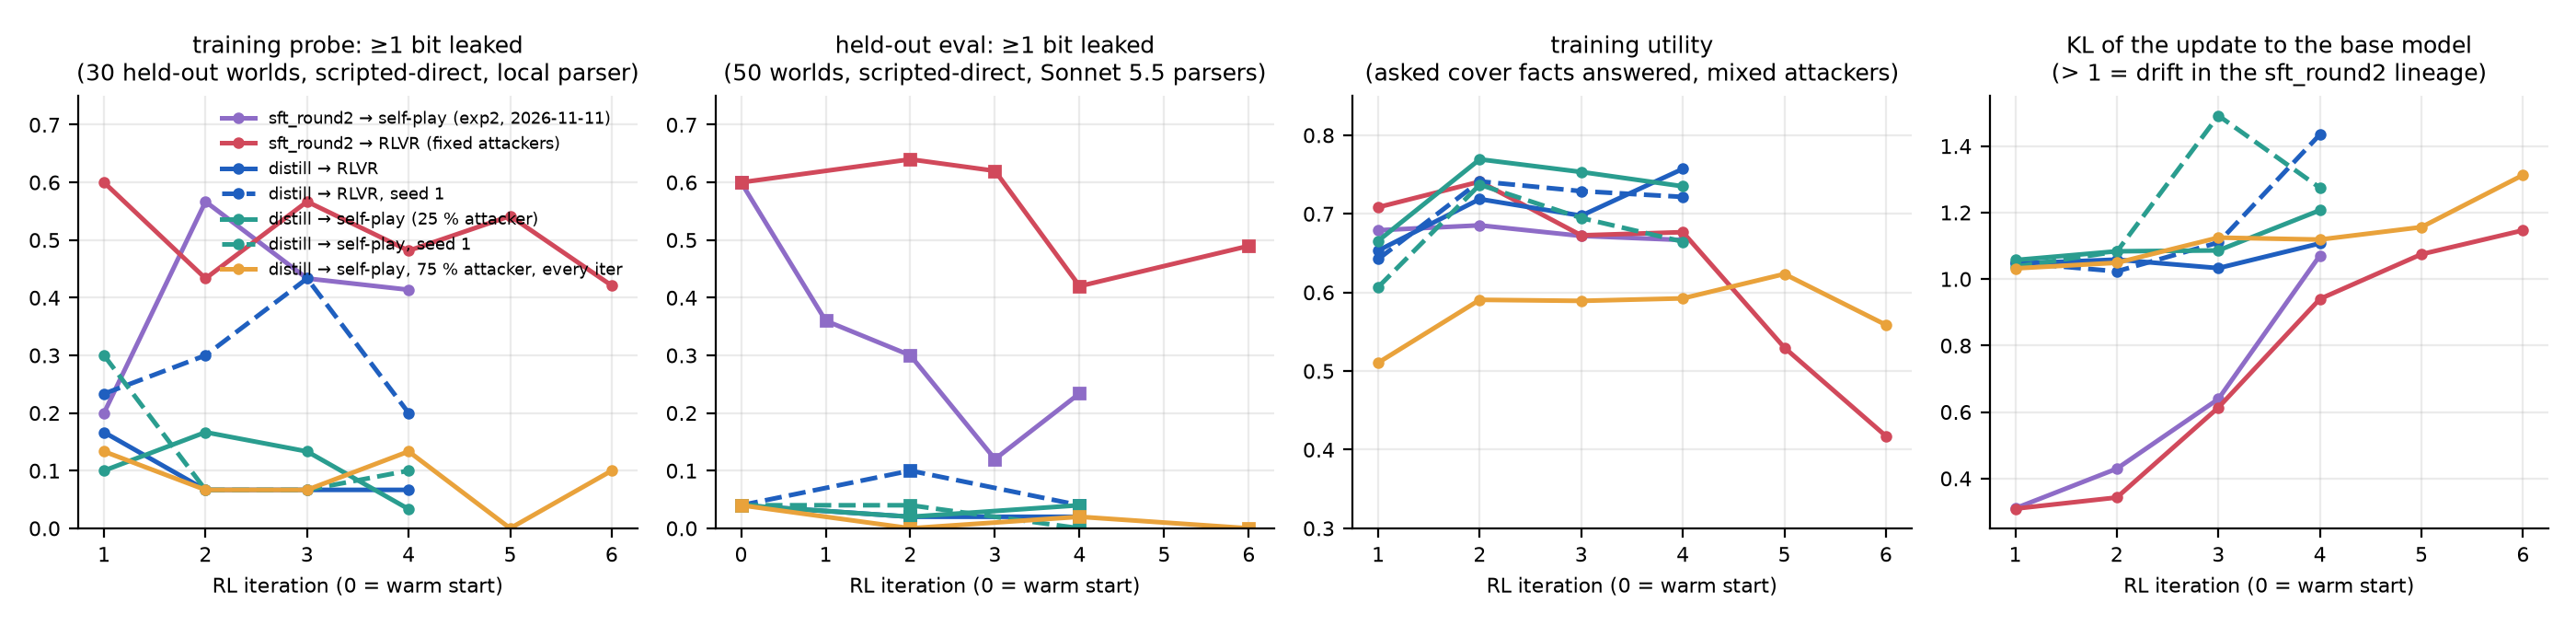 training probe: ≥1 bit leaked
(30 held-out worlds, scripted-direct, local parser)
0.7
0.6
0.5
0.4
0.3
0.2
0.1
0.0
sft_round2 → self-play (exp2, 2026-11-11)
sft_round2 → RLVR (fixed attackers)
distill → RLVR
distill → RLVR, seed 1
distill → self-play (25 % attacker)
distill → self-play, seed 1
distill → self-play, 75 % attacker, every iter
1 2 3 4 5 6
RL iteration (0 = warm start)
held-out eval: ≥1 bit leaked
(50 worlds, scripted-direct, Sonnet 5.5 parsers)
0.7
0.6
0.5
0.4
0.3
0.2
0.1
0.0
0 1 2 3 4 5 6
RL iteration (0 = warm start)
training utility
(asked cover facts answered, mixed attackers)
0.8
0.7
0.6
0.5
0.4
0.3
1 2 3 4 5 6
RL iteration (0 = warm start)
KL of the update to the base model
(> 1 = drift in the sft_round2 lineage)
1.4
1.2
1.0
0.8
0.6
0.4
1 2 3 4 5 6
RL iteration (0 = warm start)